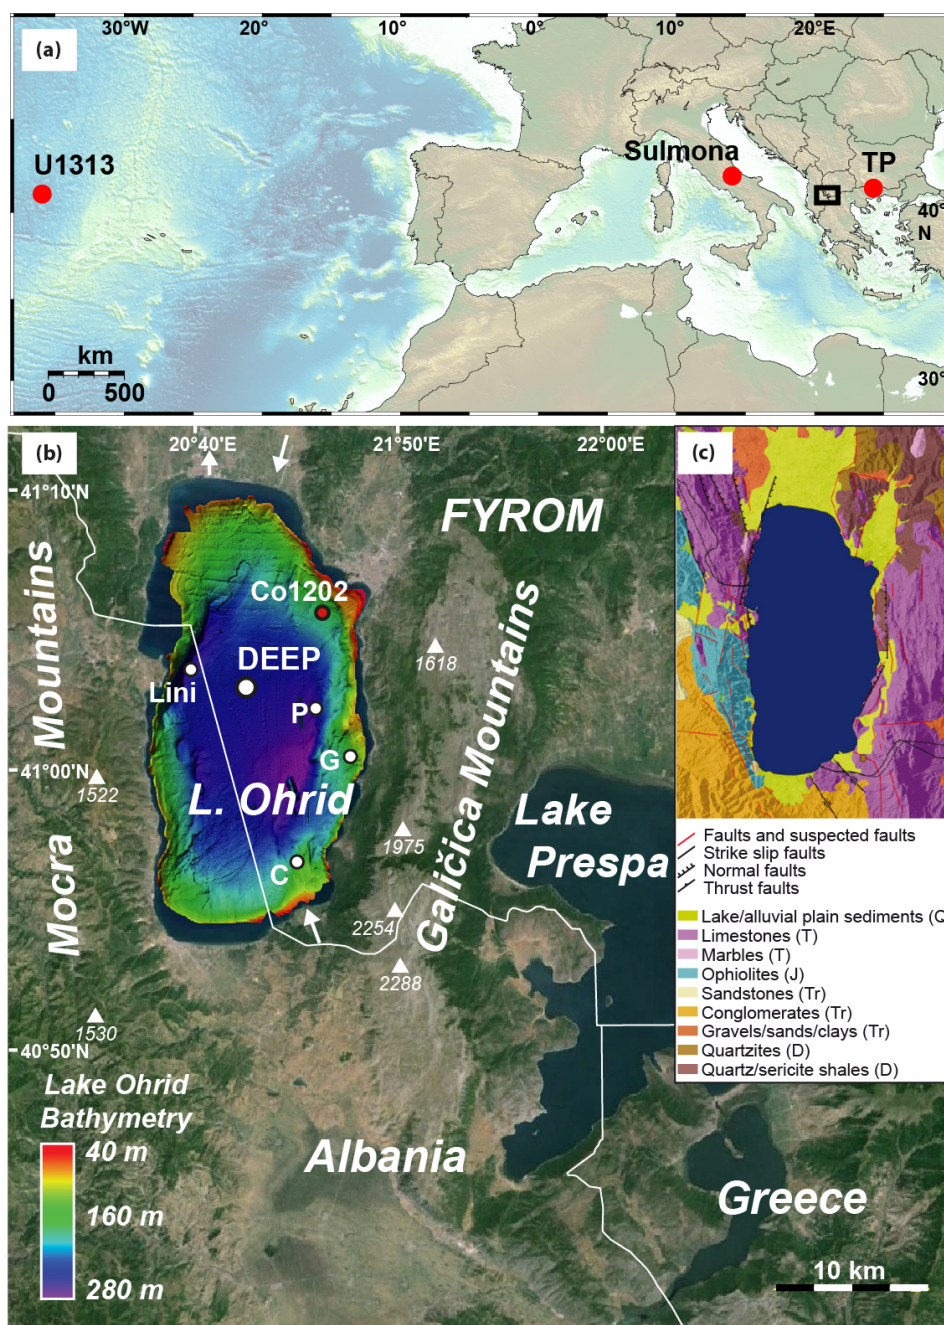 30°W
20°
10°
0°
10°
20°E
(a)
U1313
Sulmona
TP
40°
N
km
0
500
30°
(b)
20°40'E
21°50'E
22°00'E
(c)
41°10'N
FYROM
Co1202
DEEP
Lini
P
G
L. Ohrid
C
Mocra Mountains
Galičica Mountains
1618
41°00'N
1522
1975
Lake
Prespa
2254
2288
1530
40°50'N
Faults and suspected faults
Strike slip faults
Normal faults
Thrust faults
Lake/alluvial plain sediments (Q
Limestones (T)
Marbles (T)
Ophiolites (J)
Sandstones (Tr)
Conglomerates (Tr)
Gravels/sands/clays (Tr)
Quartzites (D)
Quartz/sericite shales (D)
Lake Ohrid
Bathymetry
40 m
160 m
280 m
Albania
Greece
10 km